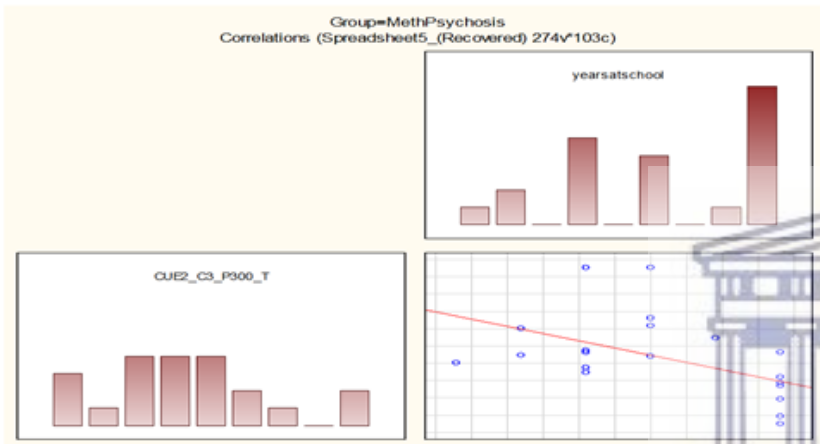 Group=MethPsychosis
Correlations (Spreadsheet5_(Recovered) 274v*103c)
yearsatschool
CUE2_C3_P300_T